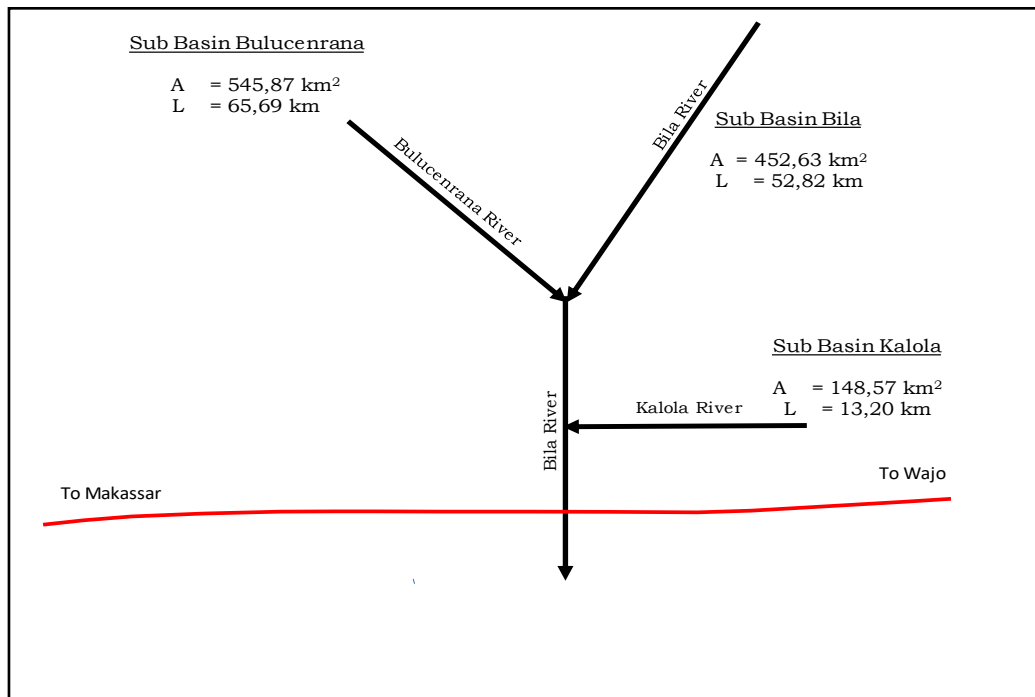 Sub Basin Bulucenrana
A = 545,87 km²
L = 65,69 km
Bulucenrana River
Bila River
Sub Basin Bila
A = 452,63 km²
L = 52,82 km
Sub Basin Kalola
A = 148,57 km²
L = 13,20 km
Kalola River
Bila River
To Makassar
To Wajo